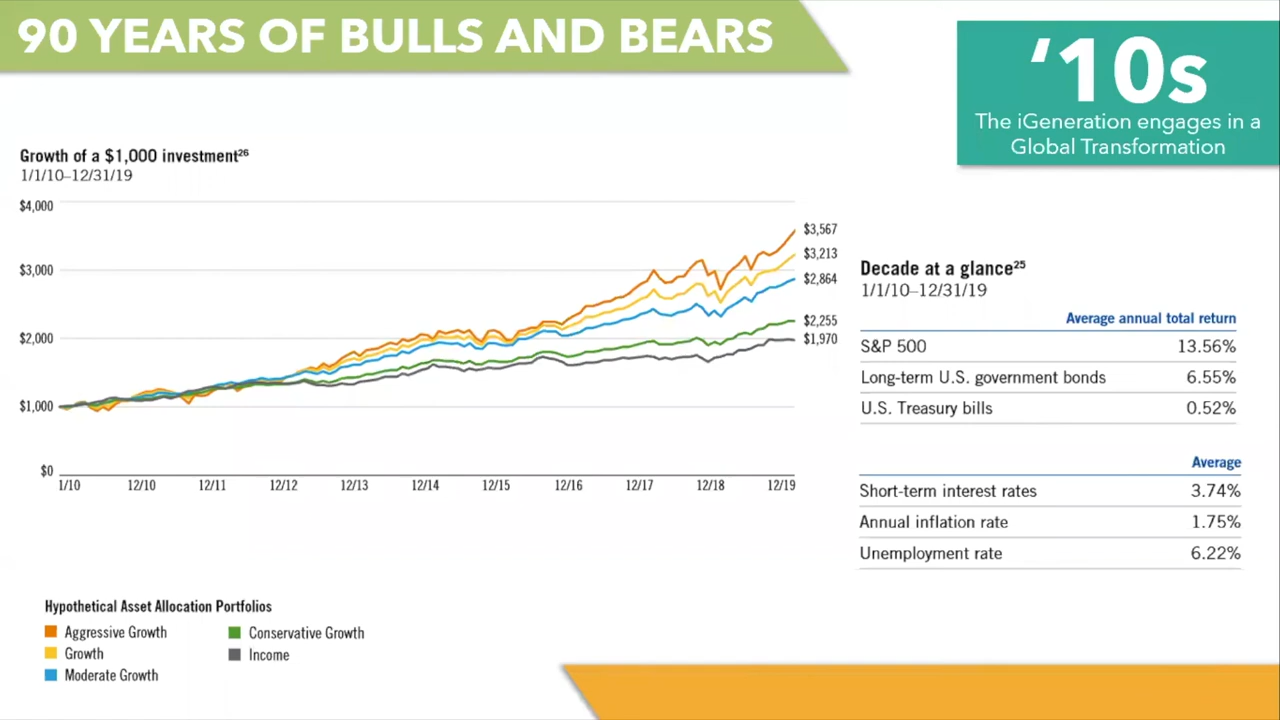 90 YEARS OF BULLS AND BEARS
‘10s
The iGeneration engages in a
Global Transformation
Growth of a $1,000 investment²⁶
1/1/10–12/31/19
$4,000
$3,000
$2,000
$1,000
$0
1/10 12/10 12/11 12/12 12/13 12/14 12/15 12/16 12/17 12/18 12/19
$3,567
$3,213
$2,864
$2,255
$1,970
Decade at a glance²⁵
1/1/10–12/31/19
Average annual total return
S&P 500 13.56%
Long-term U.S. government bonds 6.55%
U.S. Treasury bills 0.52%
Average
Short-term interest rates 3.74%
Annual inflation rate 1.75%
Unemployment rate 6.22%
Hypothetical Asset Allocation Portfolios
Aggressive Growth
Growth
Moderate Growth
Conservative Growth
Income